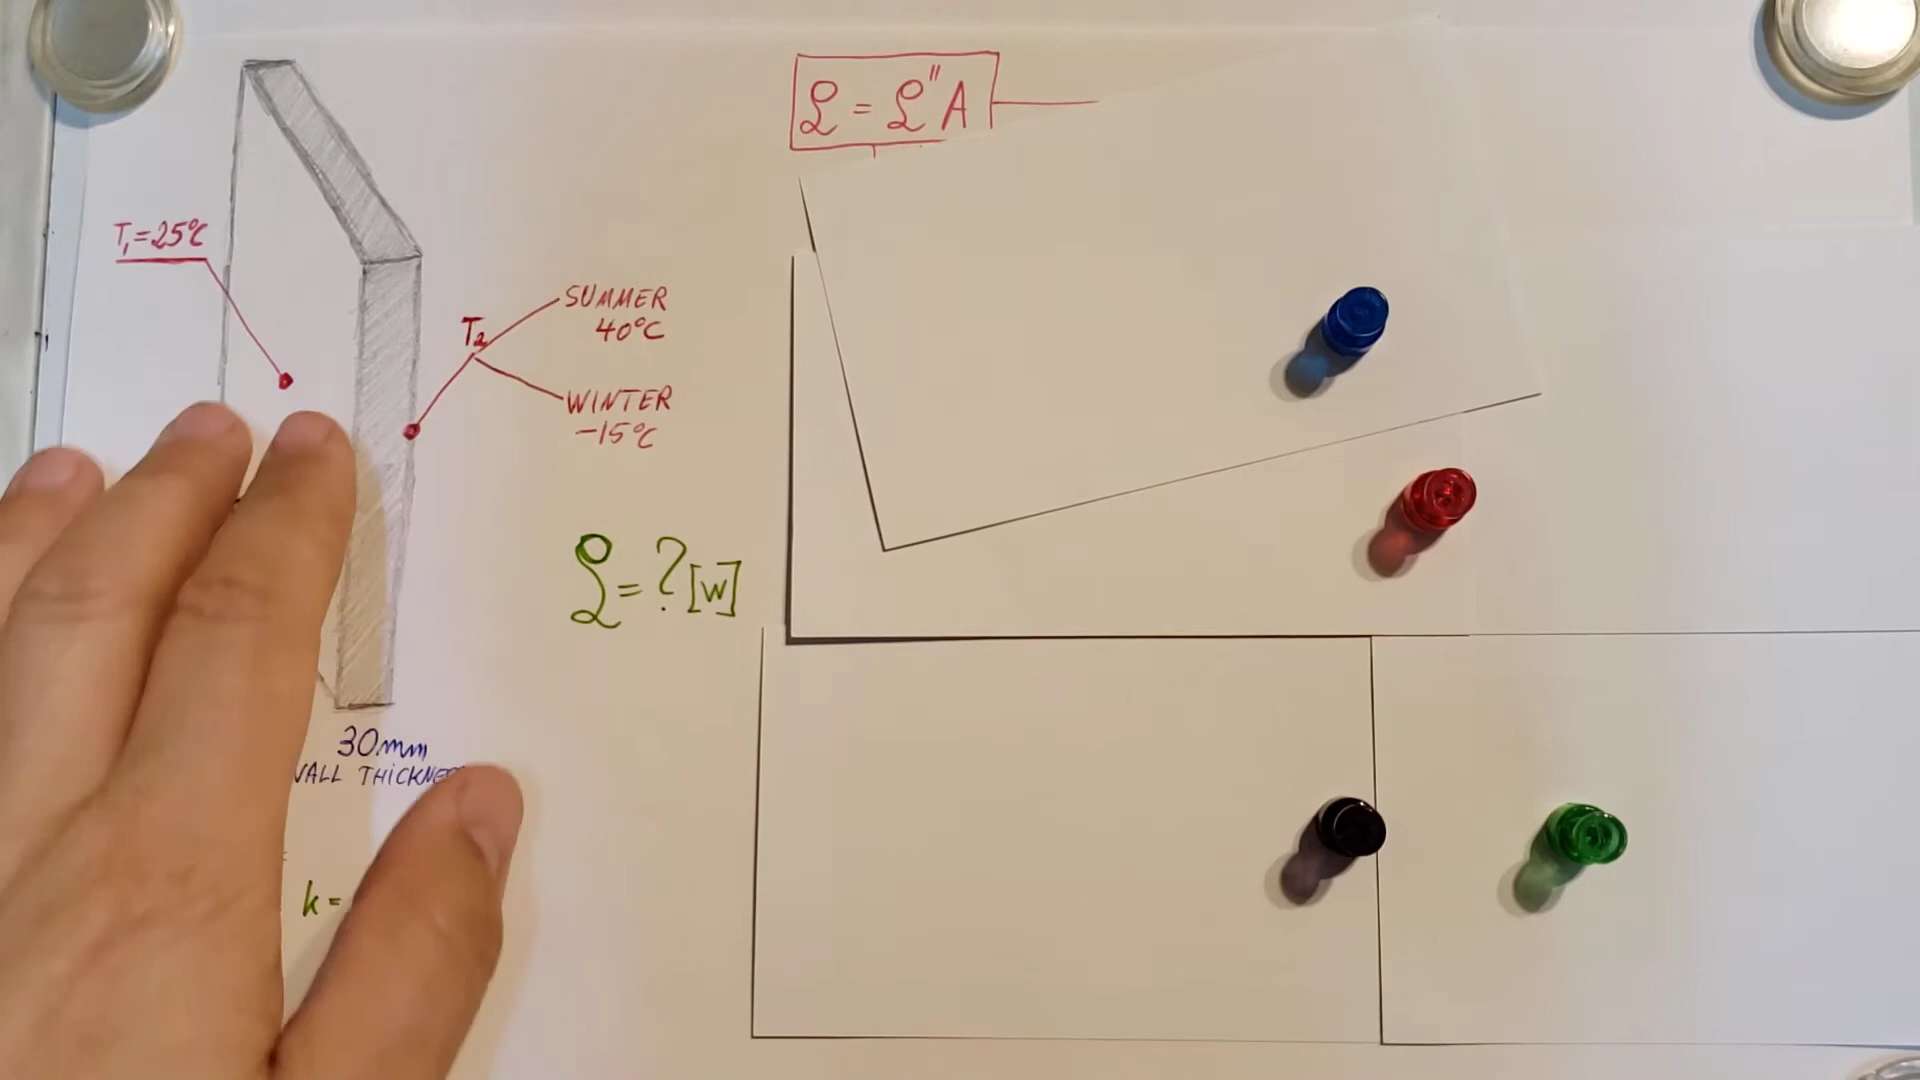 T₁=25°C
T₂
SUMMER
40°C
WINTER
-15°C
Q=?[W]
30mm
k=
Q=Q"A